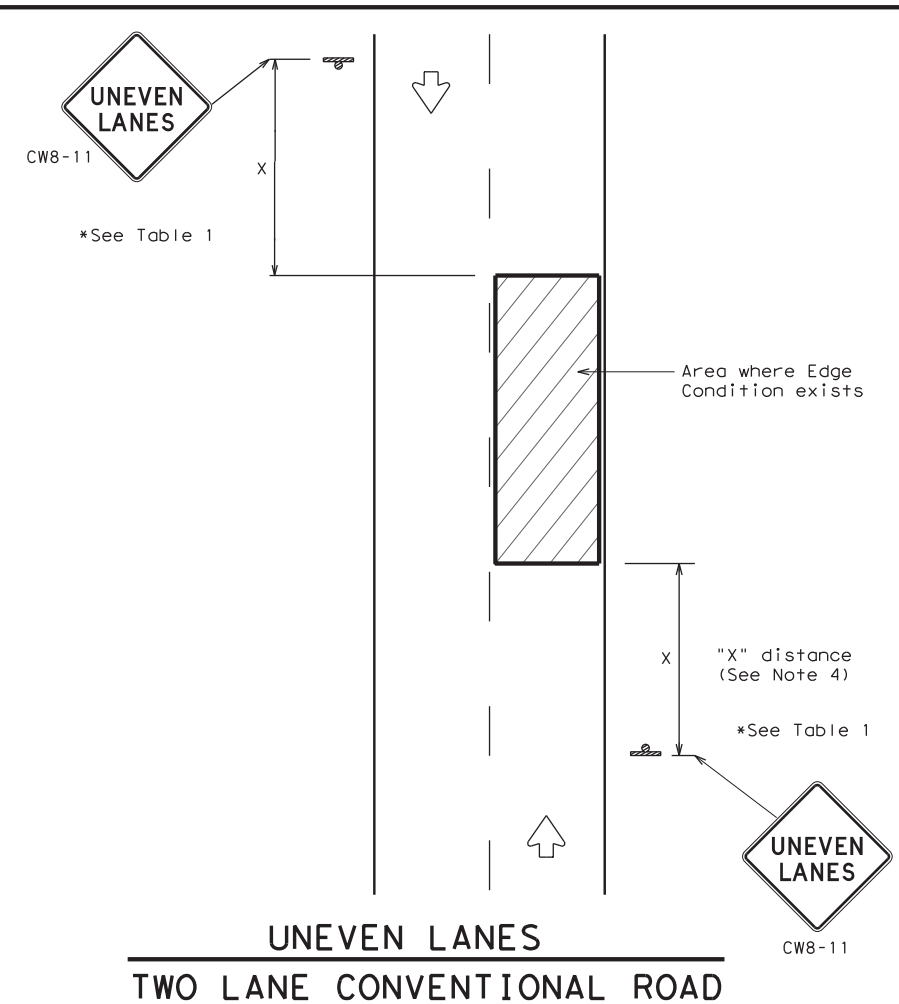 UNEVEN
LANES
CW8-11
X
*See Table 1
Area where Edge
Condition exists
X
"X" distance
(See Note 4)
*See Table 1
UNEVEN
LANES
CW8-11
UNEVEN LANES
TWO LANE CONVENTIONAL ROAD